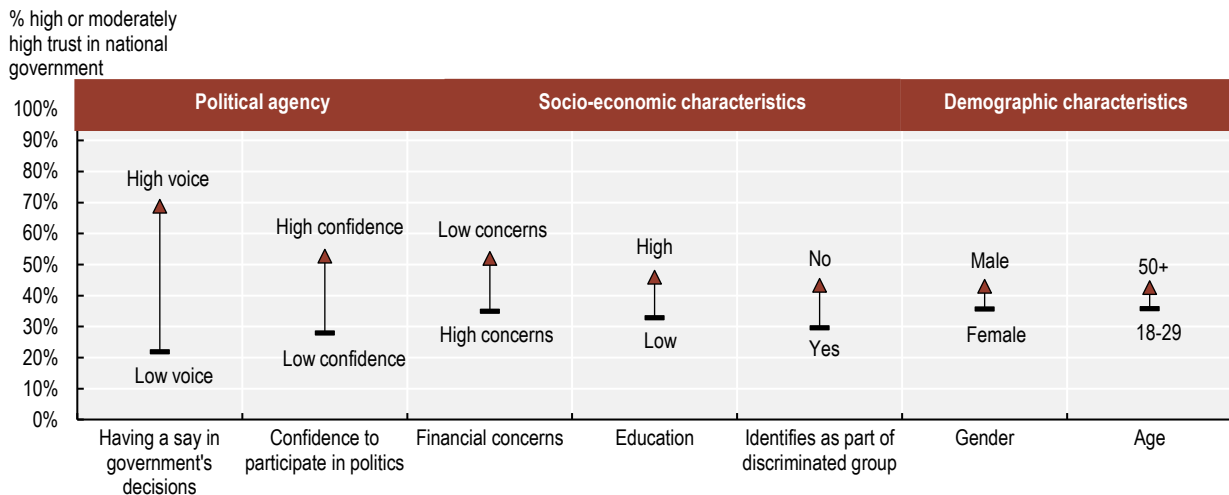 % high or moderately
high trust in national
government
Political agency
Socio-economic characteristics
Demographic characteristics
100%
90%
80%
70%
60%
50%
40%
30%
20%
10%
0%
High voice
Low voice
High confidence
Low confidence
Low concerns
High concerns
High
Low
No
Yes
Male
Female
50+
18-29
Having a say in
government's
decisions
Confidence to
participate in politics
Financial concerns
Education
Identifies as part of
discriminated group
Gender
Age